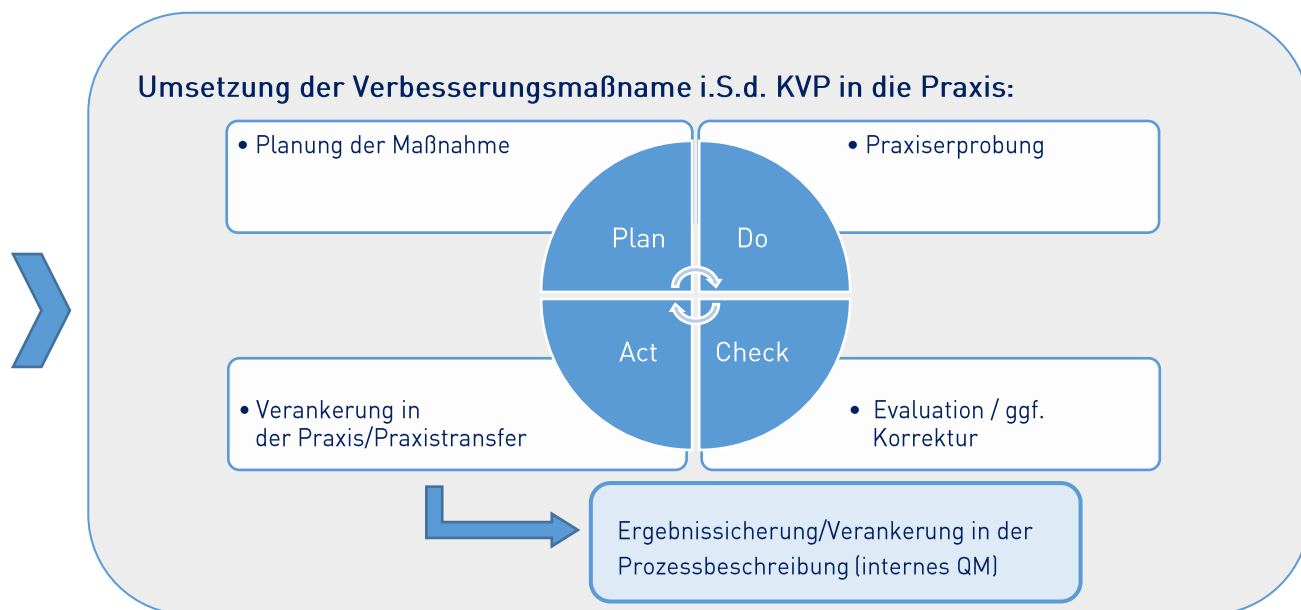 Umsetzung der Verbesserungsmaßname i.S.d. KVP in die Praxis:
• Planung der Maßnahme
• Praxiserprobung
Plan
Do
Act
Check
• Verankerung in
der Praxis/Praxistransfer
• Evaluation / ggf.
Korrektur
Ergebnissicherung/Verankerung in der
Prozessbeschreibung (internes QM)